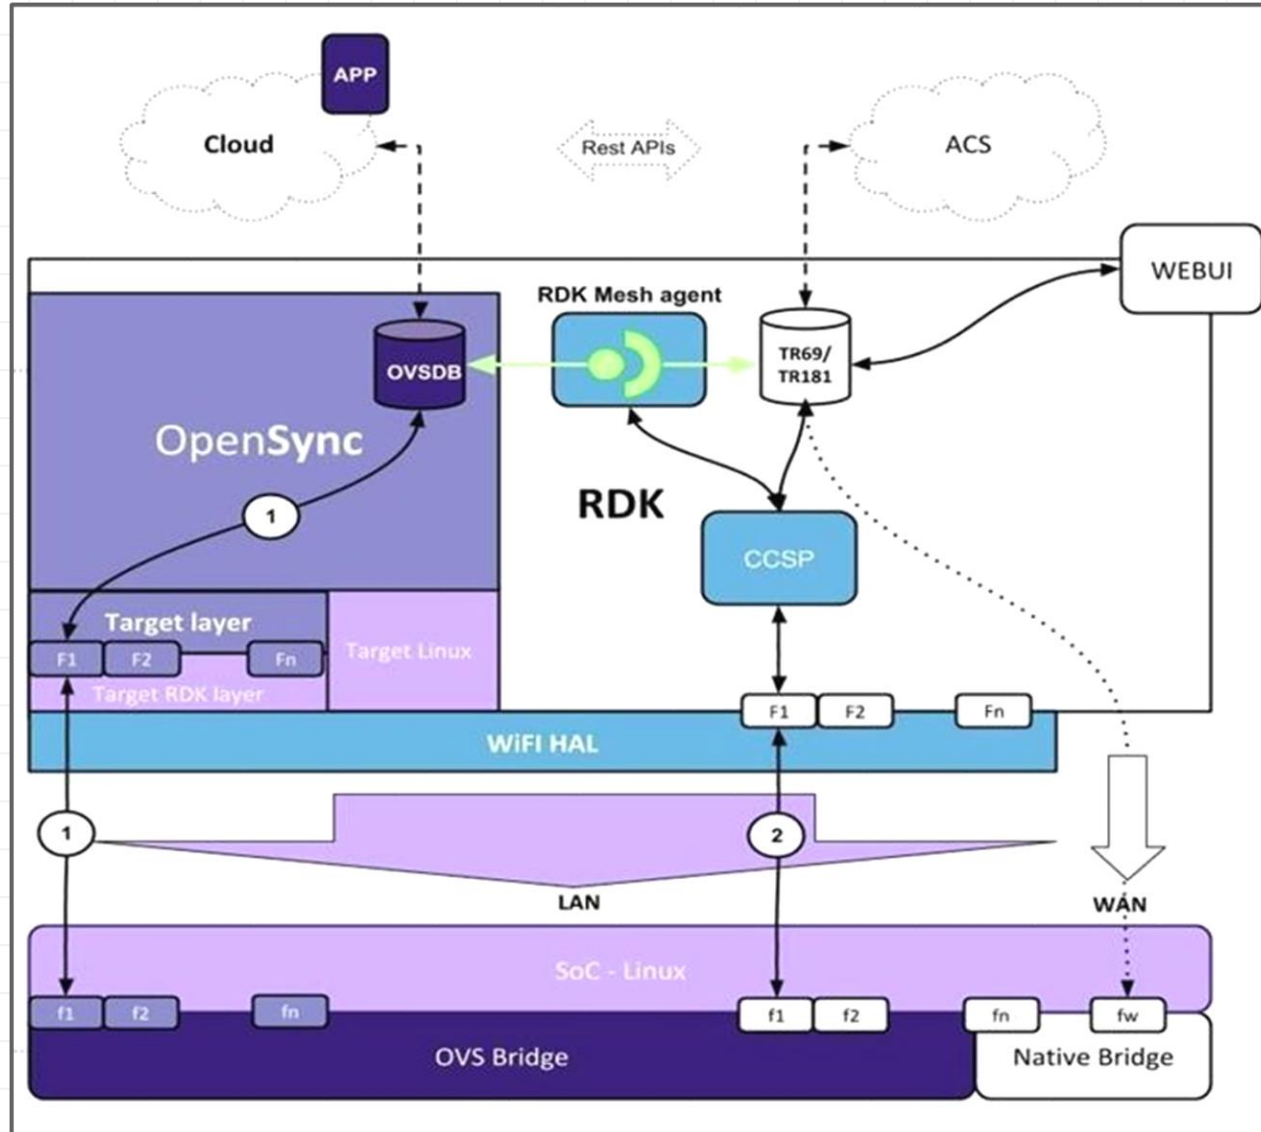 APP
Cloud
Rest APIs
ACS
WEBUI
RDK Mesh agent
OVSDB
TR69/
TR181
OpenSync
1
RDK
CCSP
Target layer
F1
F2
Fn
Target Linux
Target RDK layer
F1
F2
Fn
WiFI HAL
1
2
LAN
WAN
SoC - Linux
f1
f2
fn
f1
f2
fn
fw
OVS Bridge
Native Bridge